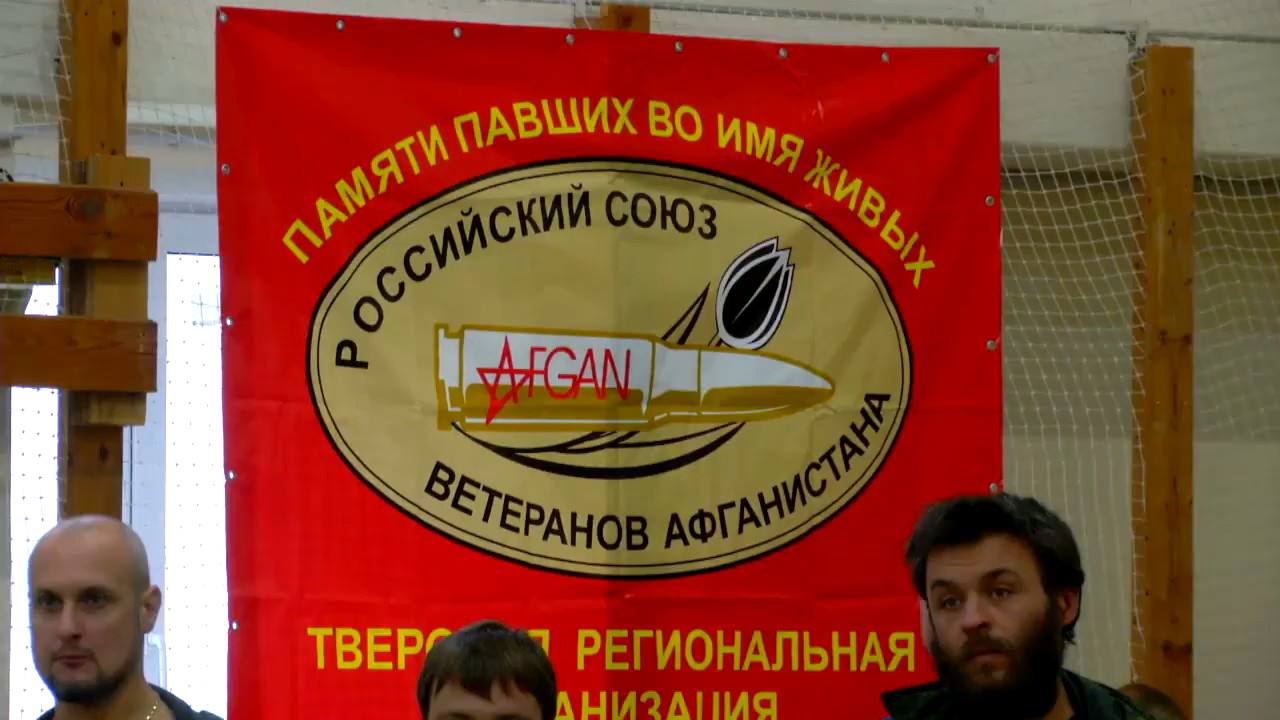 ПАМЯТИ ПАВШИХ ВО ИМЯ ЖИВЫХ
РОССИЙСКИЙ СОЮЗ
AFGAN
ВЕТЕРАНОВ АФГАНИСТАНА
РЕГИОНАЛЬНАЯ